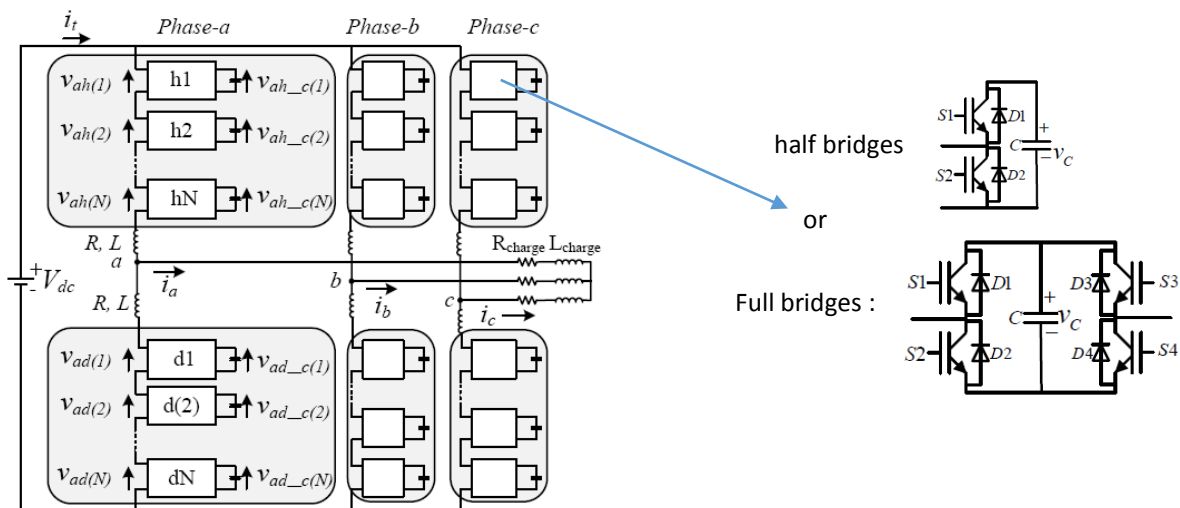 i_t Phase-a Phase-b Phase-c
v_ah(1) h1 v_ah_c(1)
v_ah(2) h2 v_ah_c(2)
v_ah(N) hN v_ah_c(N)
R, L
a
i_a
b
i_b
c
i_c
R_charge L_charge
+
-
V_dc
R, L
v_ad(1) d1 v_ad_c(1)
v_ad(2) d(2) v_ad_c(2)
v_ad(N) dN v_ad_c(N)
half bridges
or
Full bridges :
S1 D1
C + − v_C
S2 D2
S1 D1 D3 S3
C + − v_C
S2 D2 D4 S4